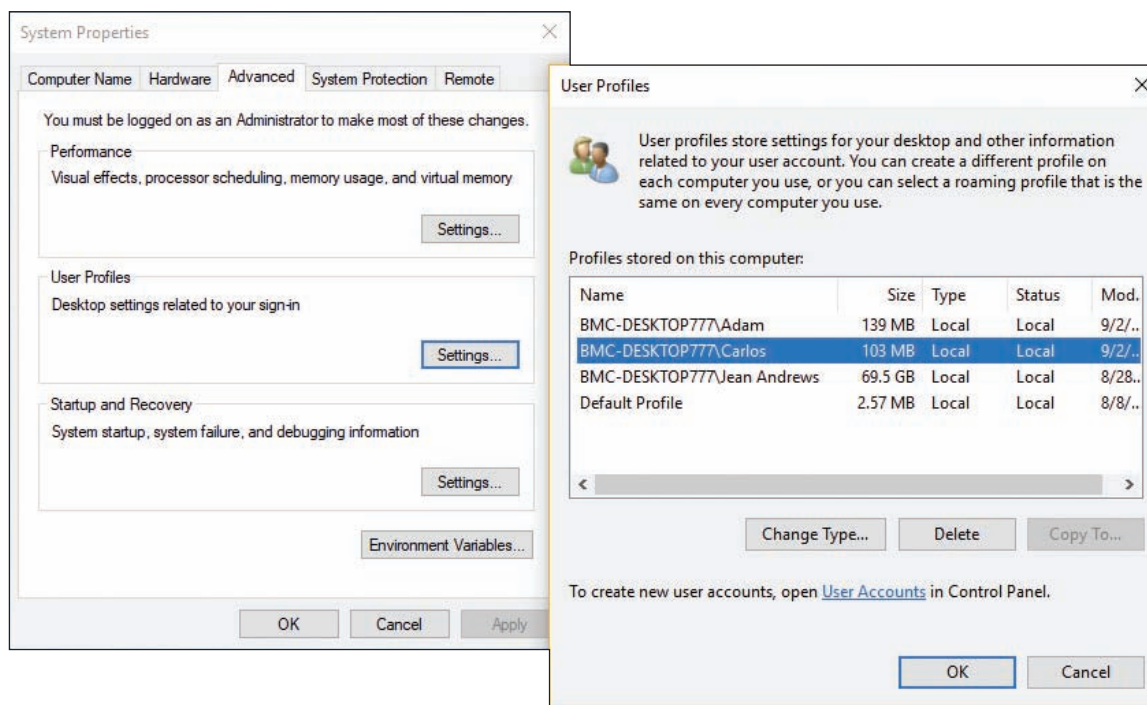 System Properties
Computer Name Hardware Advanced System Protection Remote
You must be logged on as an Administrator to make most of these changes.
Performance
Visual effects, processor scheduling, memory usage, and virtual memory
Settings...
User Profiles
Desktop settings related to your sign-in
Settings...
Startup and Recovery
System startup, system failure, and debugging information
Settings...
Environment Variables...
OK Cancel Apply
User Profiles
User profiles store settings for your desktop and other information
related to your user account. You can create a different profile on
each computer you use, or you can select a roaming profile that is the
same on every computer you use.
Profiles stored on this computer:
Name Size Type Status Mod.
BMC-DESKTOP777\Adam 139 MB Local Local 9/2/..
BMC-DESKTOP777\Carlos 103 MB Local Local 9/2/..
BMC-DESKTOP777\Jean Andrews 69.5 GB Local Local 8/28..
Default Profile 2.57 MB Local Local 8/8/..
Change Type... Delete Copy To...
To create new user accounts, open User Accounts in Control Panel.
OK Cancel